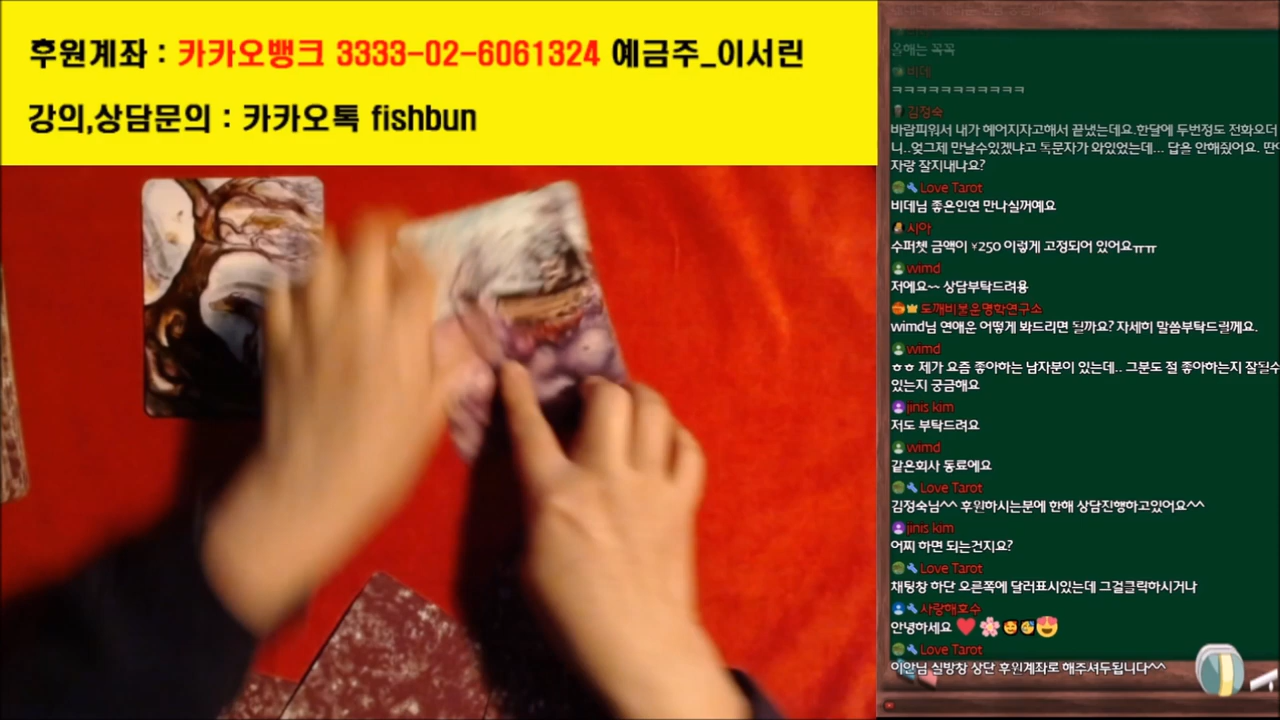 후원계좌 : 카카오뱅크 3333-02-6061324 예금주_이서린
강의,상담문의 : 카카오톡 fishbun
올해는 꼭꼭
비데
ㅋㅋㅋㅋㅋㅋㅋㅋㅋㅋㅋ
김정숙
바람피워서 내가 헤어지자고해서 끝냈는데요.한달에 두번정도 전화오더
니..엊그제 만날수있겠냐고 톡문자가 와있었는데... 답을 안해줬어요.
자랑 잘지내나요?
Love Tarot
비데님 좋은인연 만나실꺼예요
시아
수퍼쳇 금액이 ¥250 이렇게 고정되어 있어요ㅠㅠ
wimd
저에요~~ 상담부탁드려용
도깨비불운명학연구소
wimd님 연애운 어떻게 봐드리면 될까요? 자세히 말씀부탁드릴께요.
wimd
ㅎㅎ 제가 요즘 좋아하는 남자분이 있는데.. 그분도 절 좋아하는지 잘될수
있는지 궁금해요
jinis kim
저도 부탁드려요
wimd
같은회사 동료에요
Love Tarot
김정숙님^^ 후원하시는분에 한해 상담진행하고있어요^^
jinis kim
어찌 하면 되는건지요?
Love Tarot
채팅창 하단 오른쪽에 달러표시있는데 그걸클릭하시거나
사랑해호수
안녕하세요
Love Tarot
이안님 실방창 상단 후원계좌로 해주셔두됩니다^^